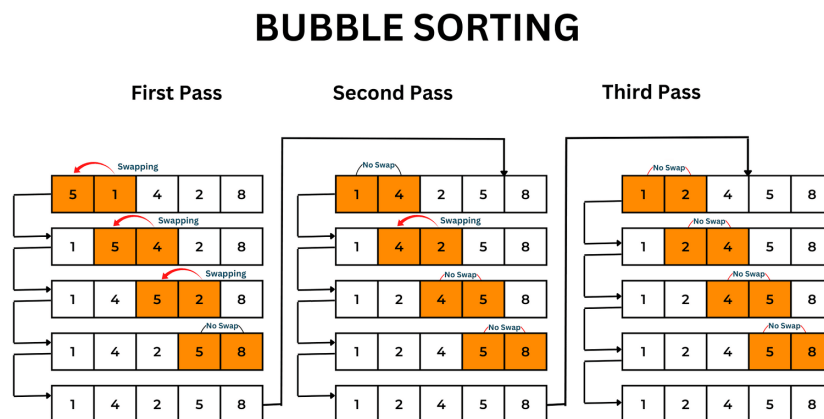 BUBBLE SORTING
First Pass
Second Pass
Third Pass
Swapping
5 1 4 2 8
Swapping
1 5 4 2 8
Swapping
1 4 5 2 8
No Swap
1 4 2 5 8
1 4 2 5 8
No Swap
1 4 2 5 8
Swapping
1 4 2 5 8
No Swap
1 2 4 5 8
No Swap
1 2 4 5 8
1 2 4 5 8
No Swap
1 2 4 5 8
No Swap
1 2 4 5 8
No Swap
1 2 4 5 8
No Swap
1 2 4 5 8
1 2 4 5 8